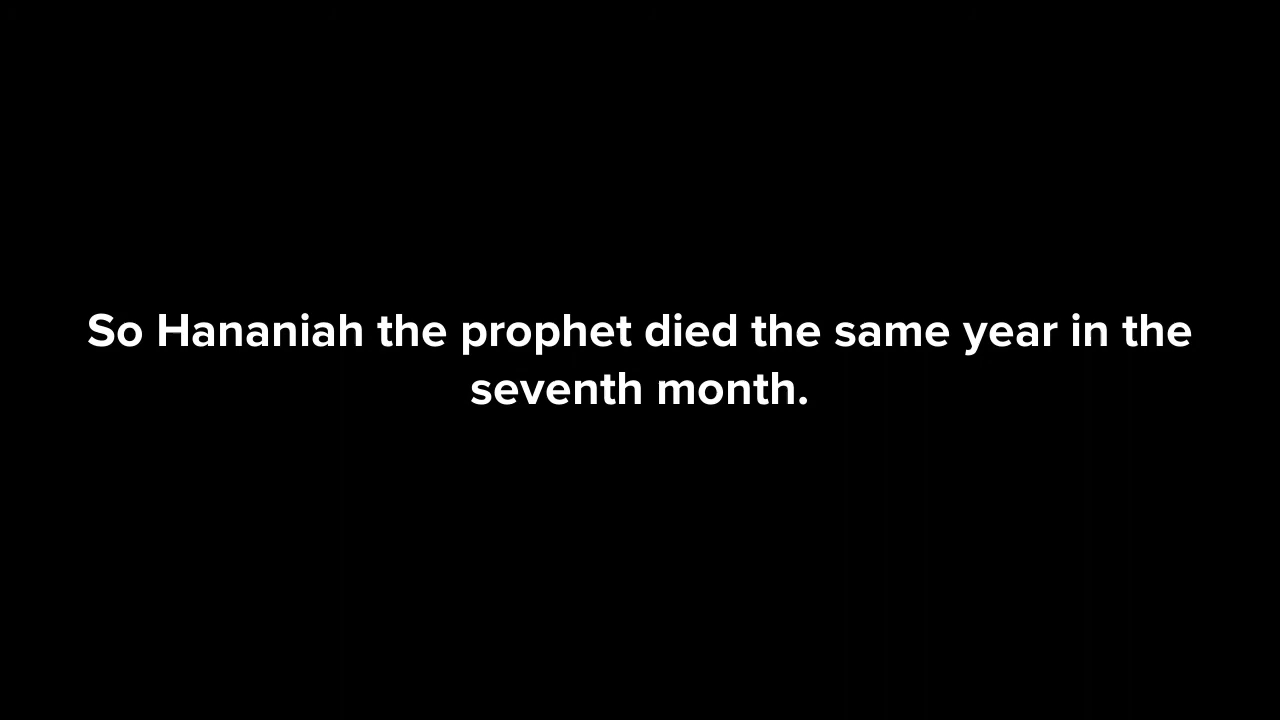 So Hananiah the prophet died the same year in the
seventh month.